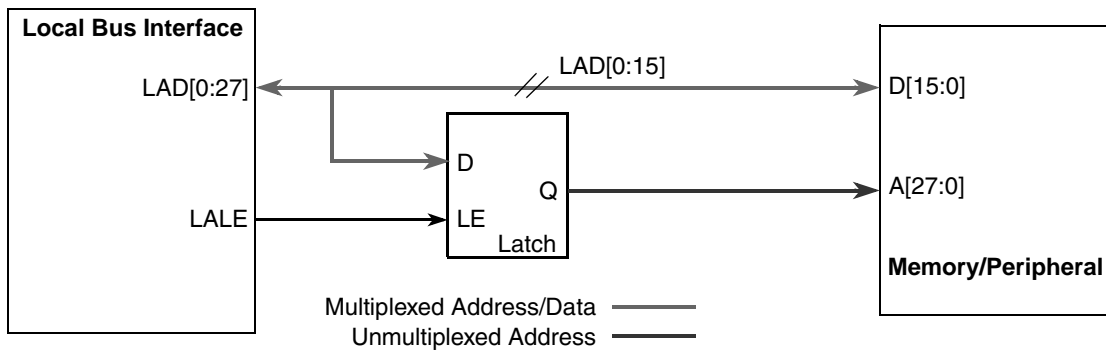 Local Bus Interface
LAD[0:15]
LAD[0:27]
D[15:0]
D
Q
A[27:0]
LALE
LE
Latch
Memory/Peripheral
Multiplexed Address/Data
Unmultiplexed Address